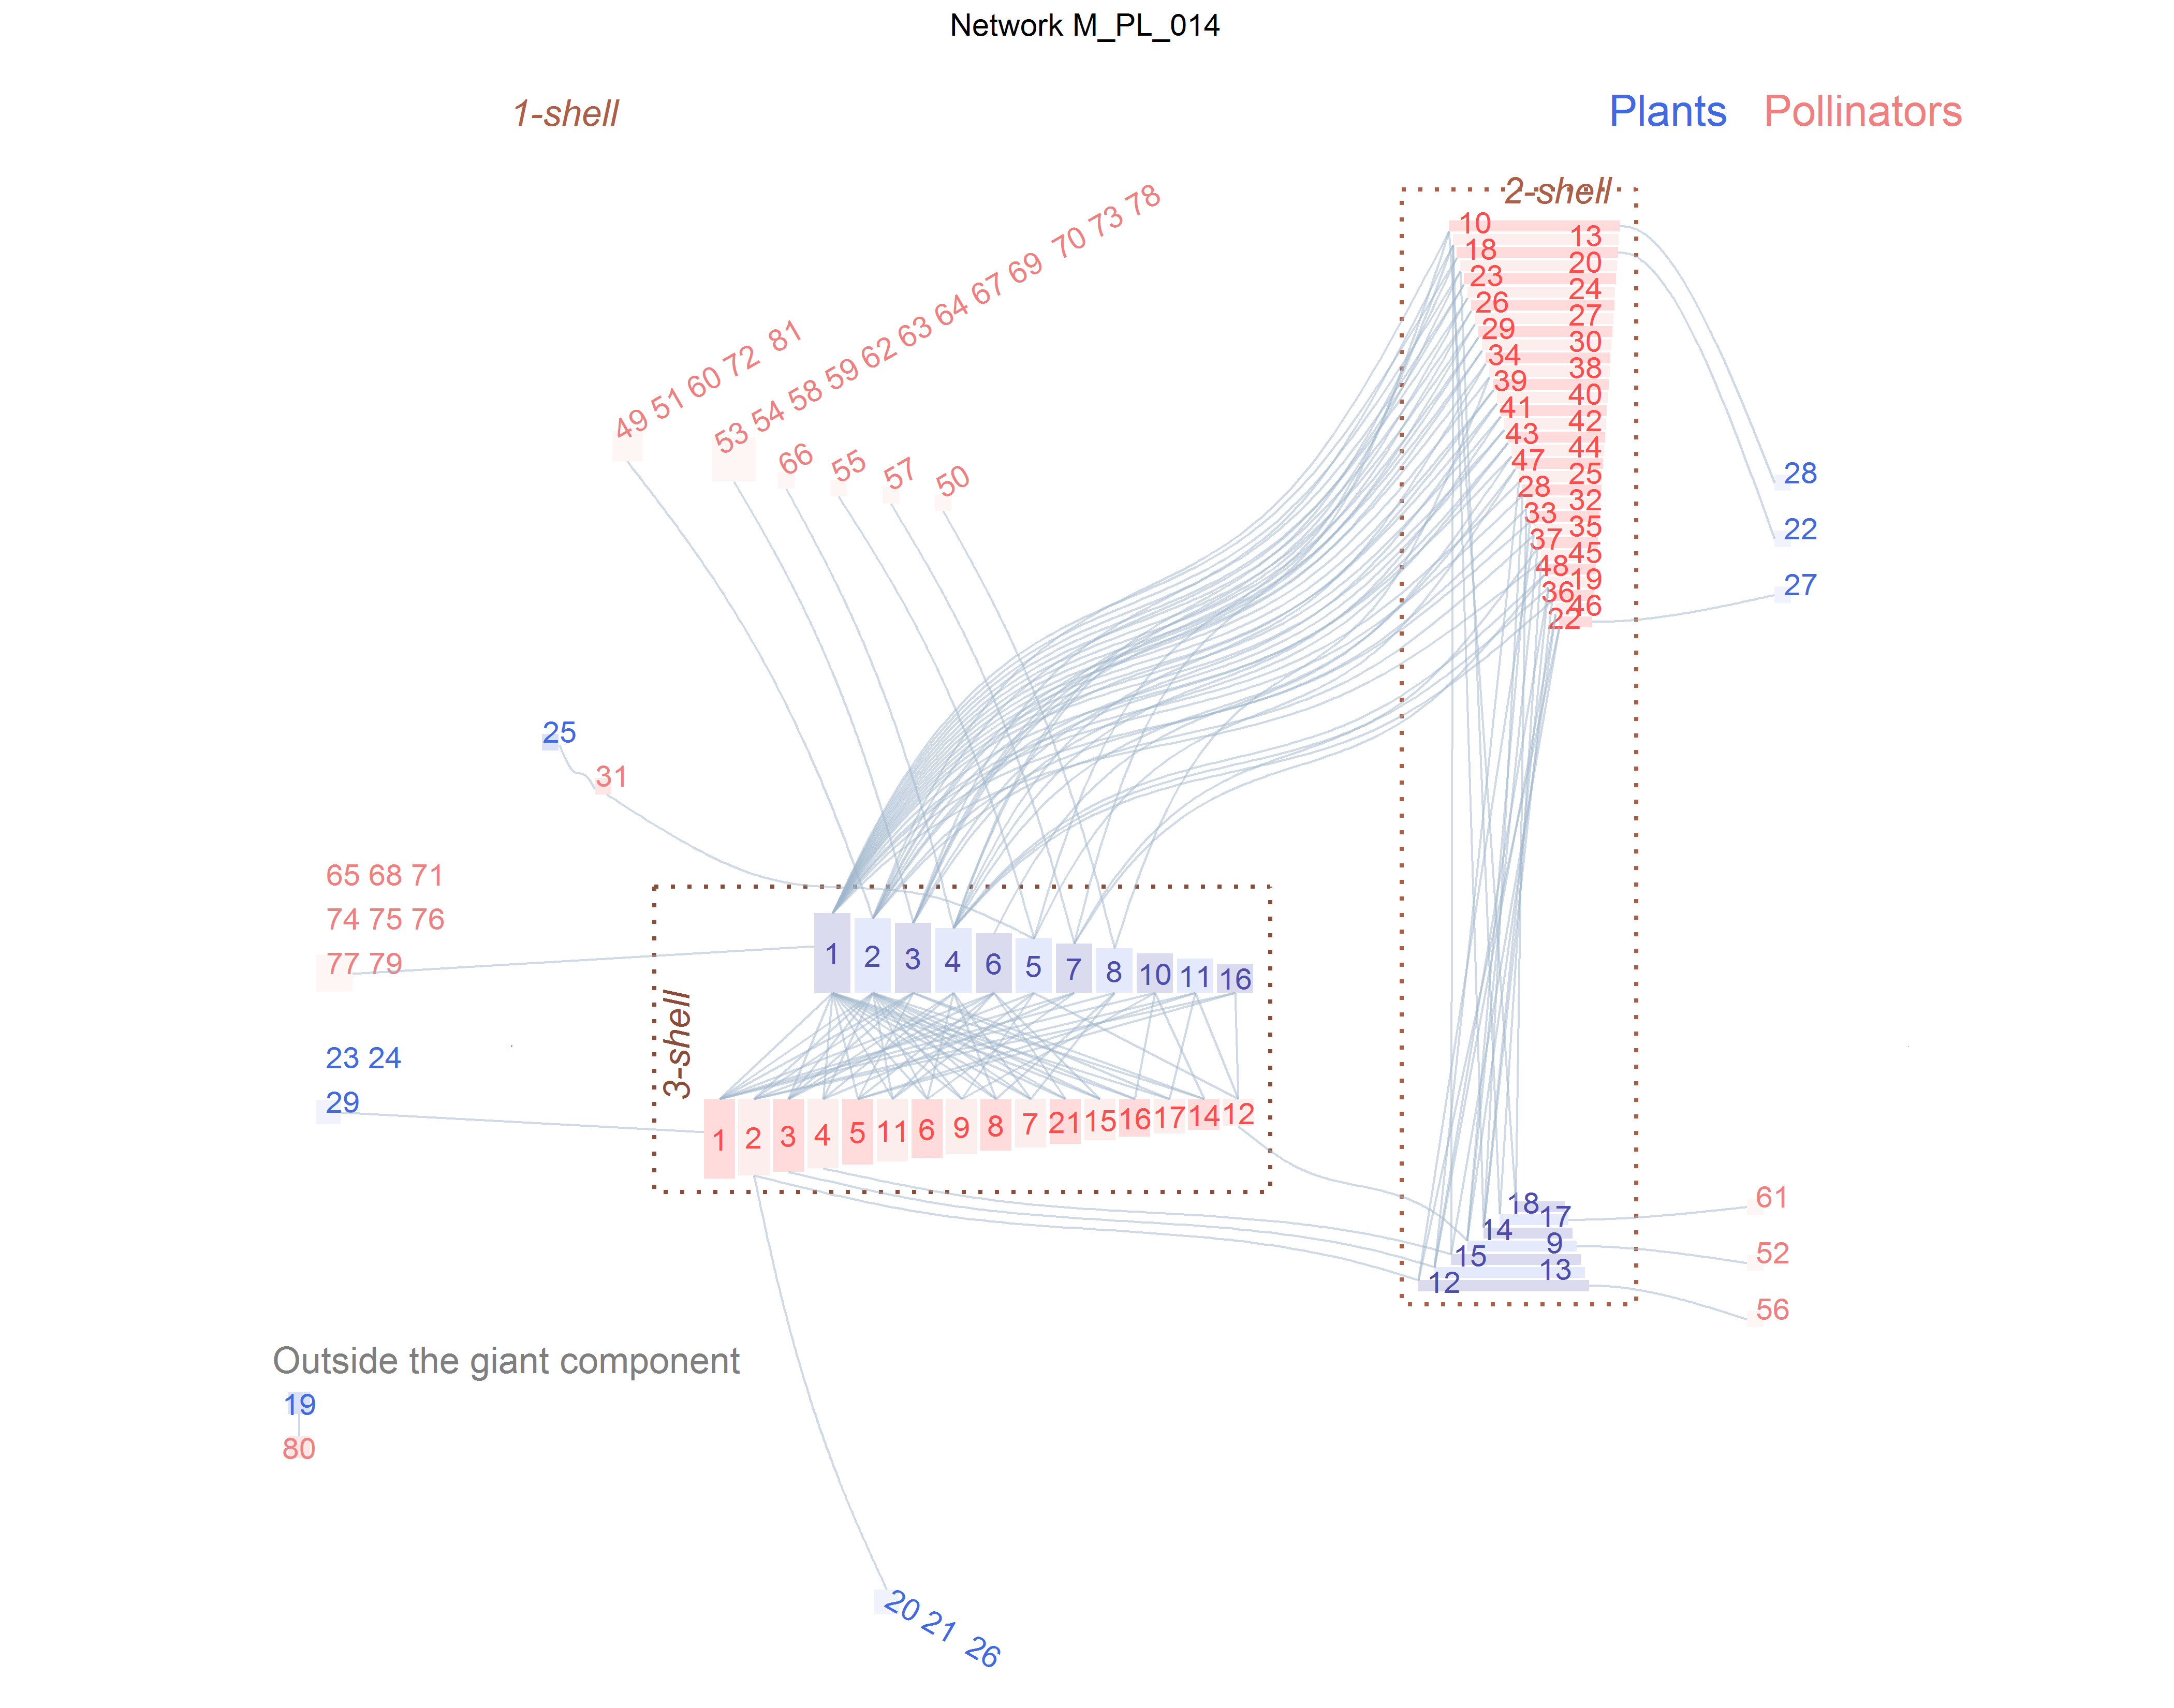 Network M_PL_014
1-shell
Plants Pollinators
2-shell
10 13
18 20
23 24
26 27
29 30
34 38
39 40
41 42
43 44
47 25
28 32
33 35
37 45
48 19
36 46
22
49 51 60 72 81
53 54 58 59 62 63 64 67 69 70 73 78
66
55
57
50
28
22
27
25
31
65 68 71
74 75 76
77 79
23 24
29
3-shell
1 2 3 4 6 5 7 8 10 11 16
1 2 3 4 5 11 6 9 8 7 21 15 16 17 14 12
18 17
14 9
15 13
12
61
52
56
Outside the giant component
19
80
20 21 26